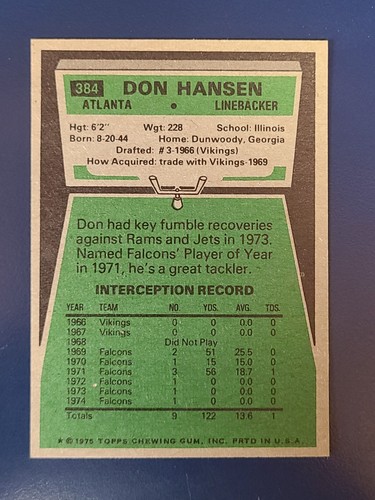 384 DON HANSEN
ATLANTA • LINEBACKER
Hgt: 6'2" Wgt: 228 School: Illinois
Born: 8-20-44 Home: Dunwoody, Georgia
Drafted: #3-1966 (Vikings)
How Acquired: trade with Vikings-1969
Don had key fumble recoveries
against Rams and Jets in 1973.
Named Falcons' Player of Year
in 1971, he's a great tackler.
INTERCEPTION RECORD
YEAR TEAM NO. YDS. AVG. TDS.
1966 Vikings 0 0 0.0 0
1967 Vikings 0 0 0.0 0
1968 Did Not Play
1969 Falcons 2 51 25.5 0
1970 Falcons 1 15 15.0 0
1971 Falcons 3 56 18.7 1
1972 Falcons 1 0 0.0 0
1973 Falcons 1 0 0.0 0
1974 Falcons 1 0 0.0 0
Totals 9 122 13.6 1
★ © 1975 TOPPS CHEWING GUM, INC. PRTD IN U.S.A.